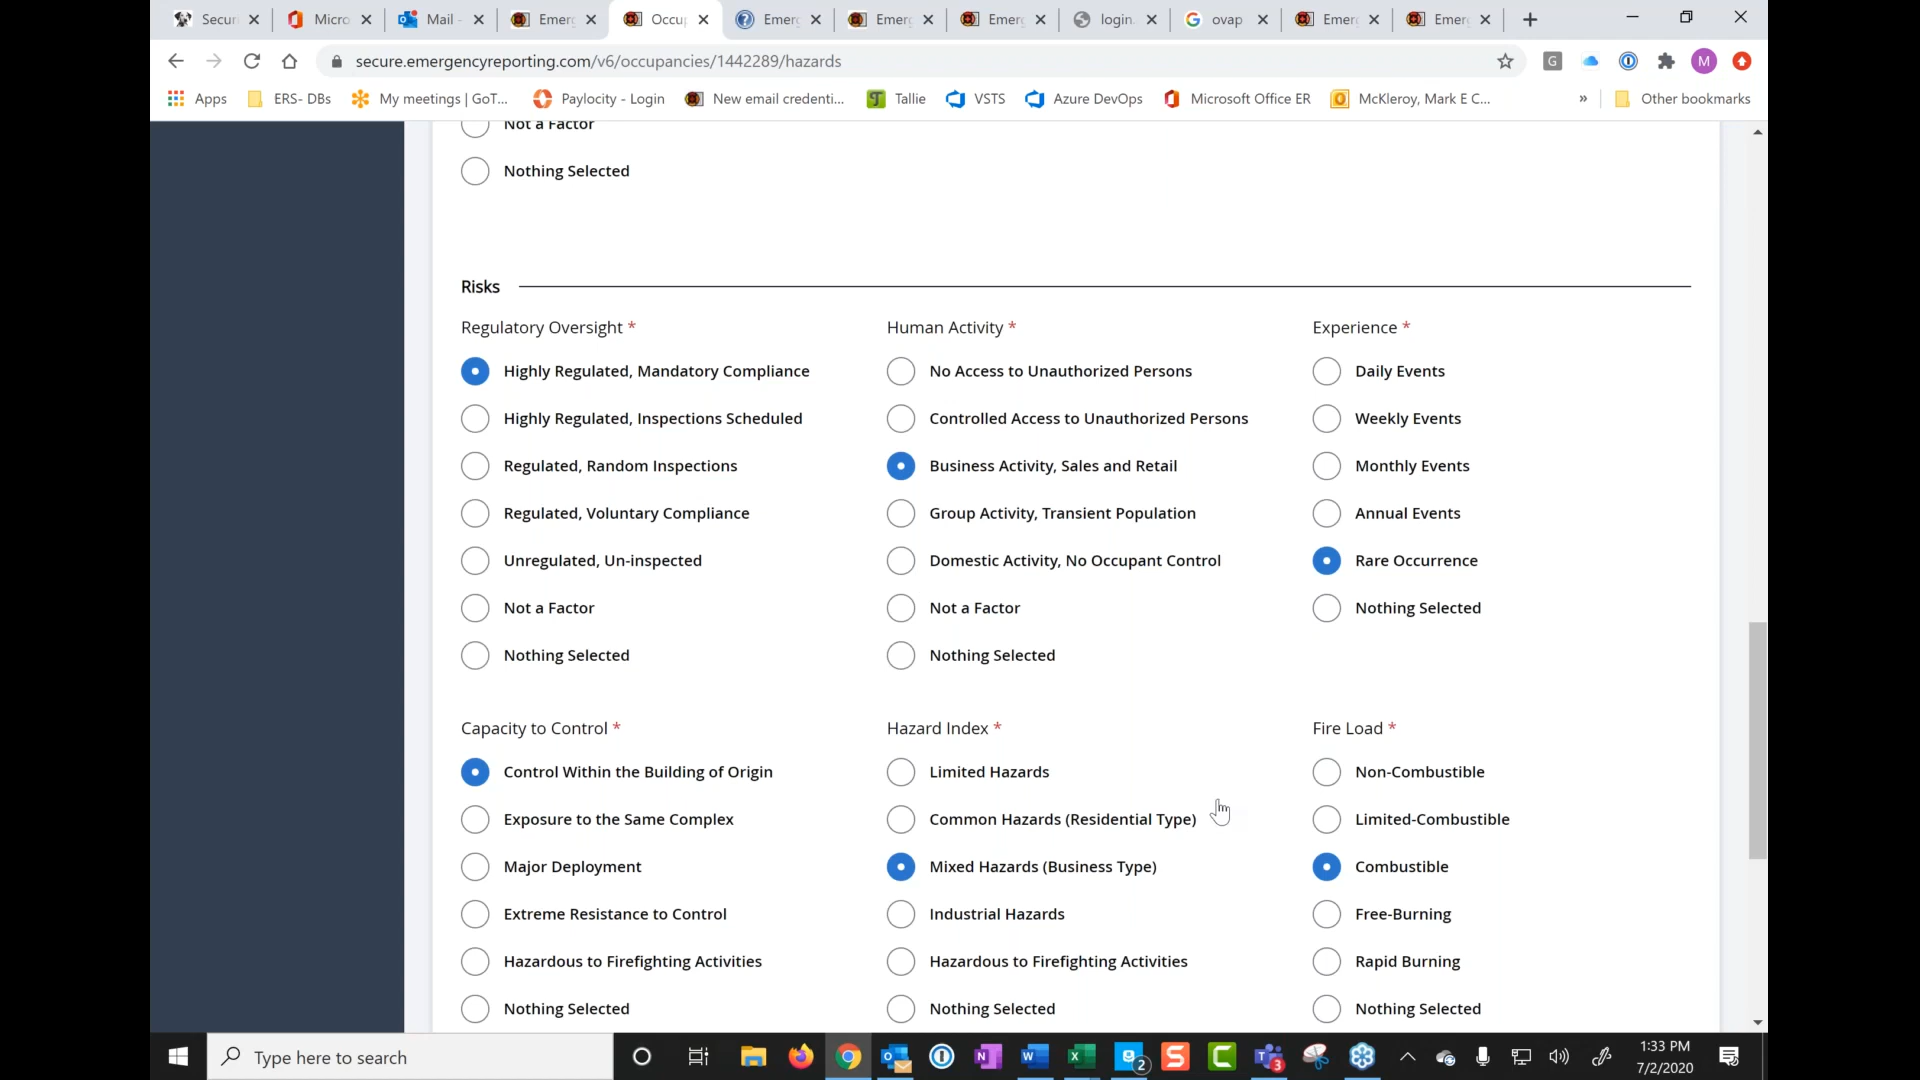 Secur
Micro
Mail -
Emerg
Occup
Emerg
Emerg
Emerg
login.
ovap
Emerg
Emerg
secure.emergencyreporting.com/v6/occupancies/1442289/hazards
G
M
Apps
ERS- DBs
My meetings | GoT...
Paylocity - Login
New email credenti...
Tallie
VSTS
Azure DevOps
Microsoft Office ER
McKleroy, Mark E C...
»
Other bookmarks
Not a Factor
Nothing Selected
Risks
Regulatory Oversight *
Highly Regulated, Mandatory Compliance
Highly Regulated, Inspections Scheduled
Regulated, Random Inspections
Regulated, Voluntary Compliance
Unregulated, Un-inspected
Not a Factor
Nothing Selected
Human Activity *
No Access to Unauthorized Persons
Controlled Access to Unauthorized Persons
Business Activity, Sales and Retail
Group Activity, Transient Population
Domestic Activity, No Occupant Control
Not a Factor
Nothing Selected
Experience *
Daily Events
Weekly Events
Monthly Events
Annual Events
Rare Occurrence
Nothing Selected
Capacity to Control *
Control Within the Building of Origin
Exposure to the Same Complex
Major Deployment
Extreme Resistance to Control
Hazardous to Firefighting Activities
Nothing Selected
Hazard Index *
Limited Hazards
Common Hazards (Residential Type)
Mixed Hazards (Business Type)
Industrial Hazards
Hazardous to Firefighting Activities
Nothing Selected
Fire Load *
Non-Combustible
Limited-Combustible
Combustible
Free-Burning
Rapid Burning
Nothing Selected
Type here to search
2
3
1:33 PM
7/2/2020